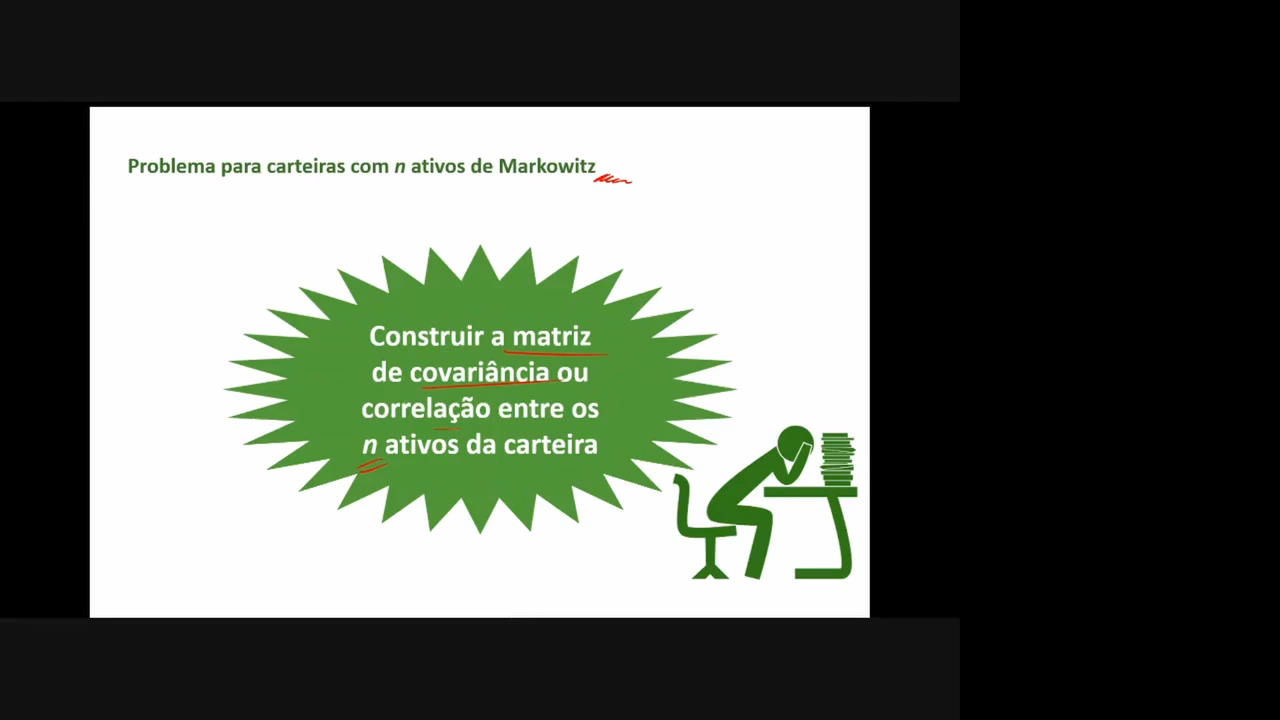 Problema para carteiras com n ativos de Markowitz
Construir a matriz
de covariância ou
correlação entre os
n ativos da carteira